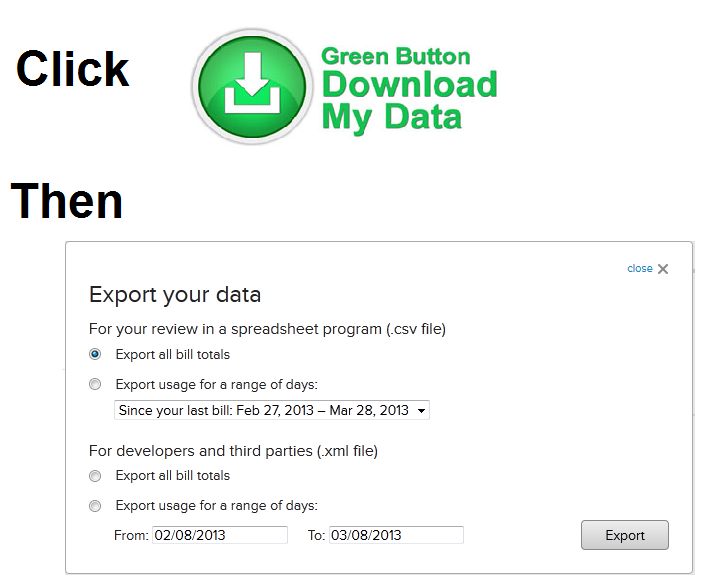 Click
Green Button
Download
My Data
Then
close
Export your data
For your review in a spreadsheet program (.csv file)
Export all bill totals
Export usage for a range of days:
Since your last bill: Feb 27, 2013 – Mar 28, 2013
For developers and third parties (.xml file)
Export all bill totals
Export usage for a range of days:
From: 02/08/2013 To: 03/08/2013
Export